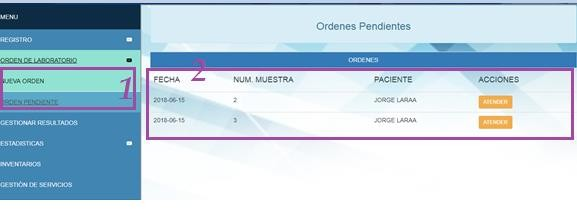 MENU
REGISTRO
ORDEN DE LABORATORIO
NUEVA ORDEN
ORDEN PENDIENTE
GESTIONAR RESULTADOS
ESTADISTICAS
INVENTARIOS
GESTIÓN DE SERVICIOS
1
Ordenes Pendientes
ORDENES
2
FECHA NUM. MUESTRA PACIENTE ACCIONES
2018-06-15 2 JORGE LARAA ATENDER
2018-06-15 3 JORGE LARAA ATENDER